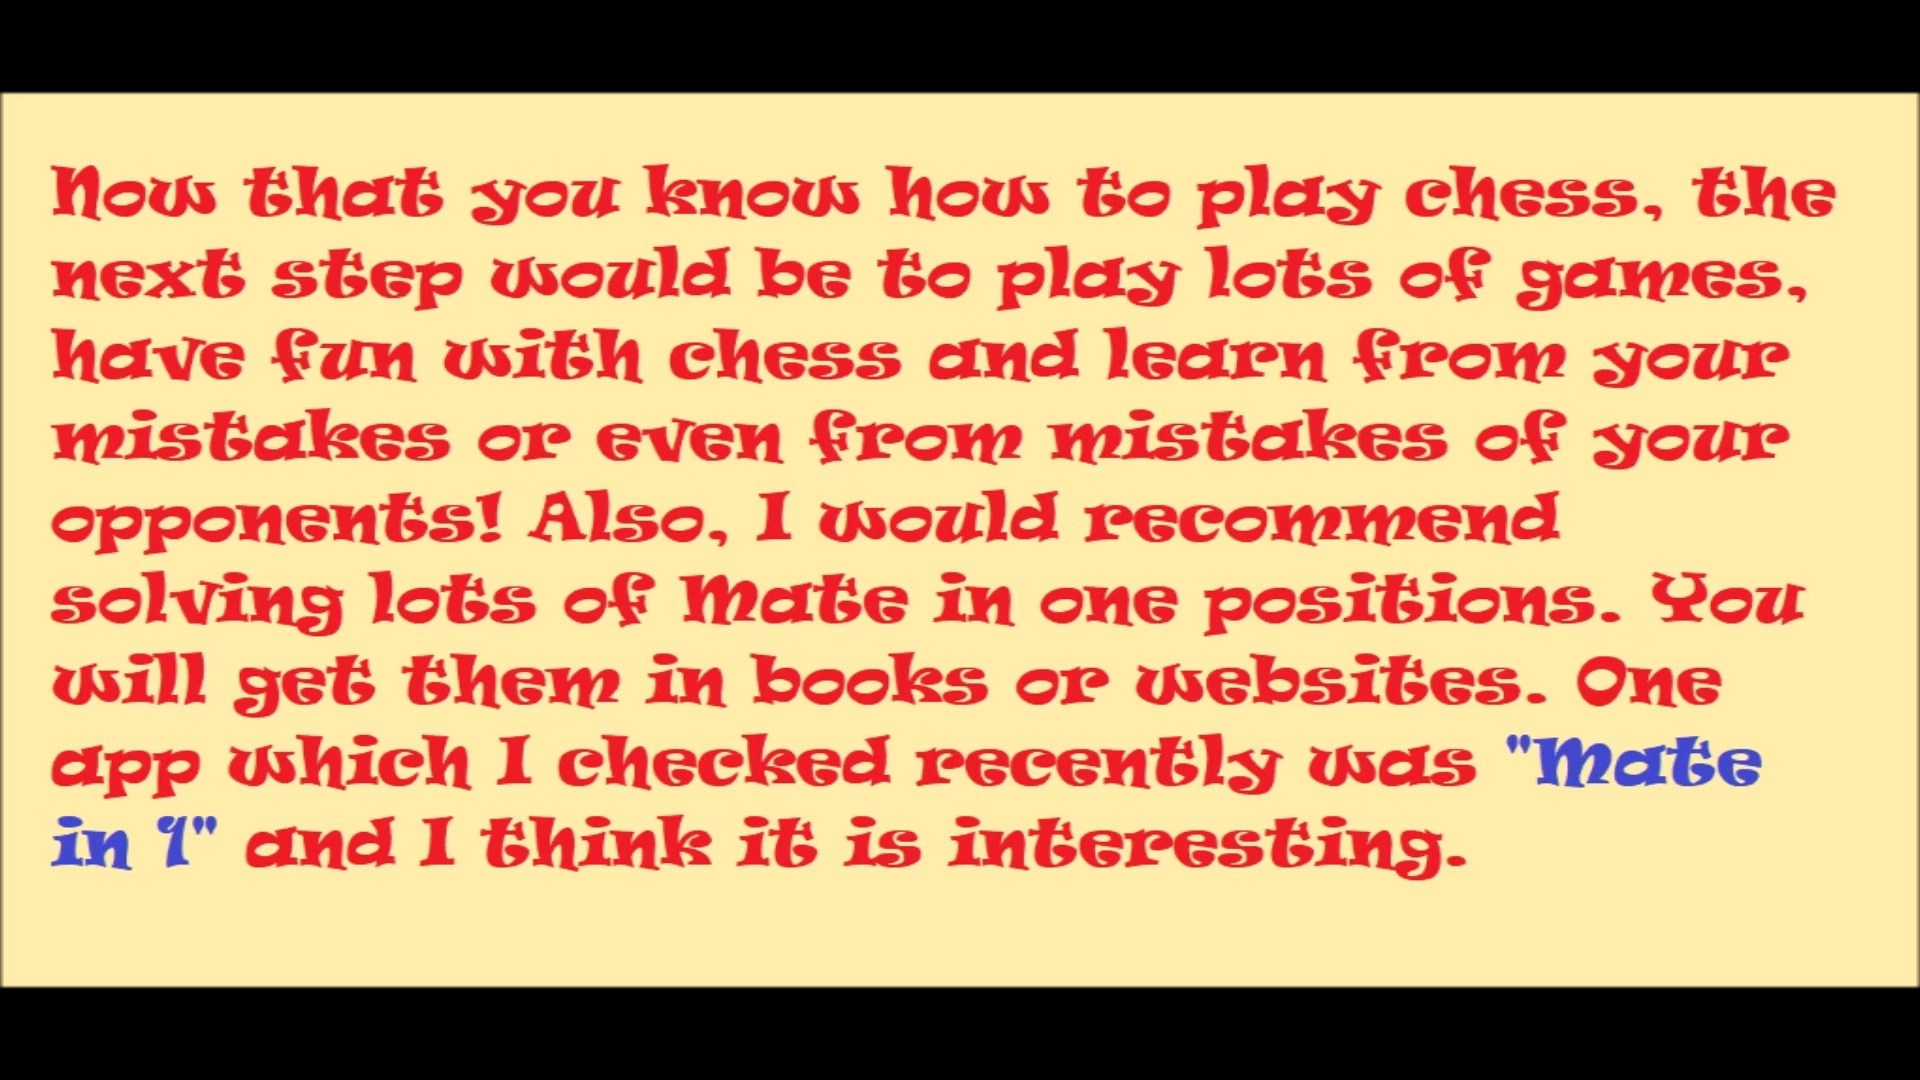 Now that you know how to play chess, the
next step would be to play lots of games,
have fun with chess and learn from your
mistakes or even from mistakes of your
opponents! Also, I would recommend
solving lots of Mate in one positions. You
will get them in books or websites. One
app which I checked recently was "Mate
in 1" and I think it is interesting.